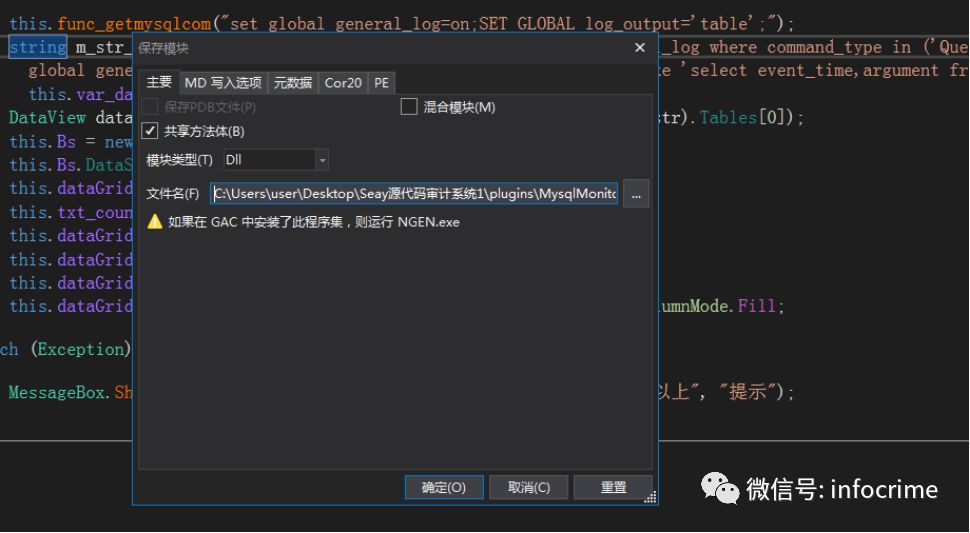 this.func_getmysqlcom("set global general_log=on;SET GLOBAL log_output='table';");
string m_str_ _log where command_type in ('Que
保存模块
global gene e 'select event_time,argument fr
主要 MD 写入选项 元数据 Cor20 PE
this.var_da
保存PDB文件(P) 混合模块(M)
DataView data str).Tables[0]);
共享方法体(B)
this.Bs = new
模块类型(T) Dll
this.Bs.DataS
this.dataGrid
文件名(F) C:\Users\user\Desktop\Seay源代码审计系统1\plugins\MysqlMonito ...
this.txt_coun
如果在 GAC 中安装了此程序集，则运行 NGEN.exe
this.dataGrid
this.dataGrid
this.dataGrid
this.dataGrid umnMode.Fill;
ch (Exception)
MessageBox.Sh 以上", "提示");
确定(O) 取消(C) 重置
微信号: infocrime